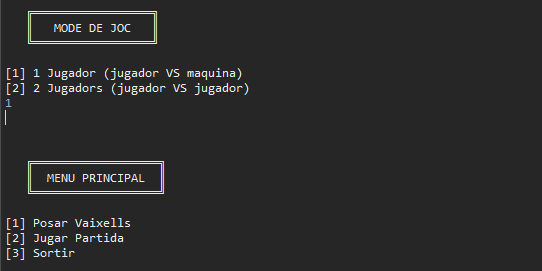 MODE DE JOC
[1] 1 Jugador (jugador VS maquina)
[2] 2 Jugadors (jugador VS jugador)
1
MENU PRINCIPAL
[1] Posar Vaixells
[2] Jugar Partida
[3] Sortir